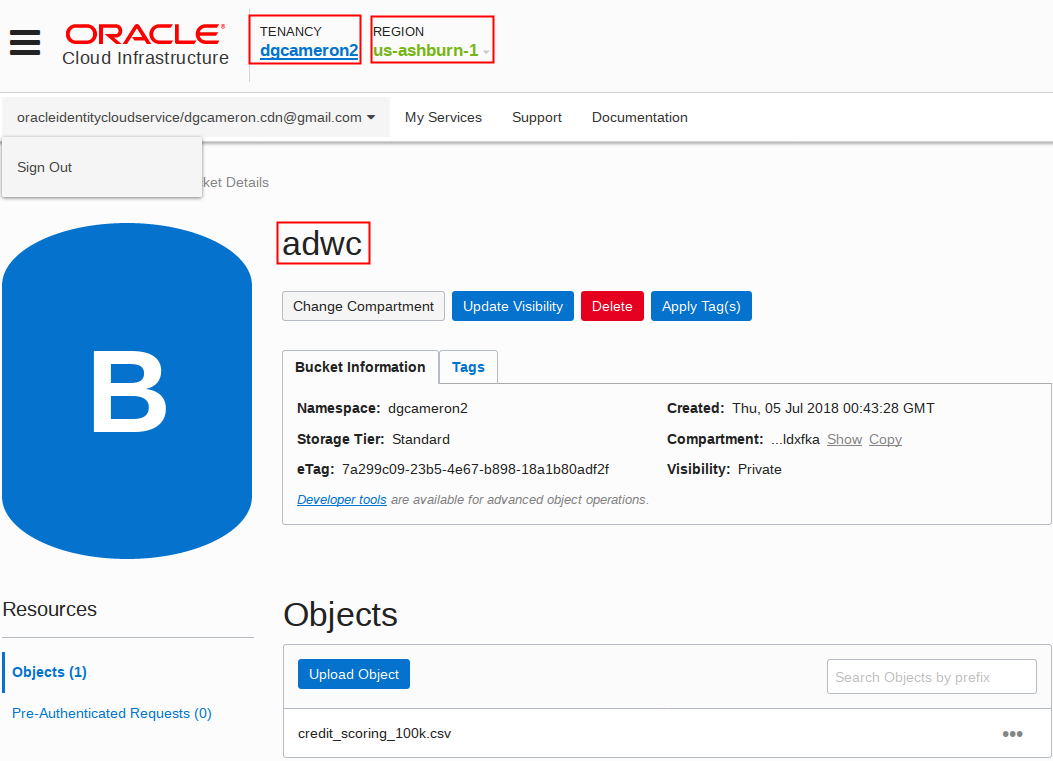 ORACLE®
Cloud Infrastructure
TENANCY
dgcameron2
REGION
us-ashburn-1
oracleidentitycloudservice/dgcameron.cdn@gmail.com My Services Support Documentation
Sign Out
ket Details
B
adwc
Change Compartment Update Visibility Delete Apply Tag(s)
Bucket Information Tags
Namespace: dgcameron2 Created: Thu, 05 Jul 2018 00:43:28 GMT
Storage Tier: Standard Compartment: ...ldxfka Show Copy
eTag: 7a299c09-23b5-4e67-b898-18a1b80adf2f Visibility: Private
Developer tools are available for advanced object operations.
Resources
Objects (1)
Pre-Authenticated Requests (0)
Objects
Upload Object Search Objects by prefix
credit_scoring_100k.csv •••